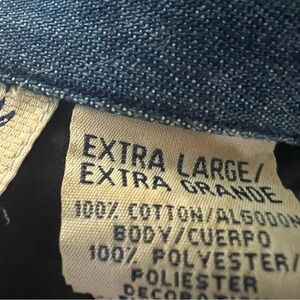 EXTRA LARGE/
EXTRA GRANDE
100% COTTON/ALGODON
BODY/CUERPO
100% POLYESTER/
POLIESTER